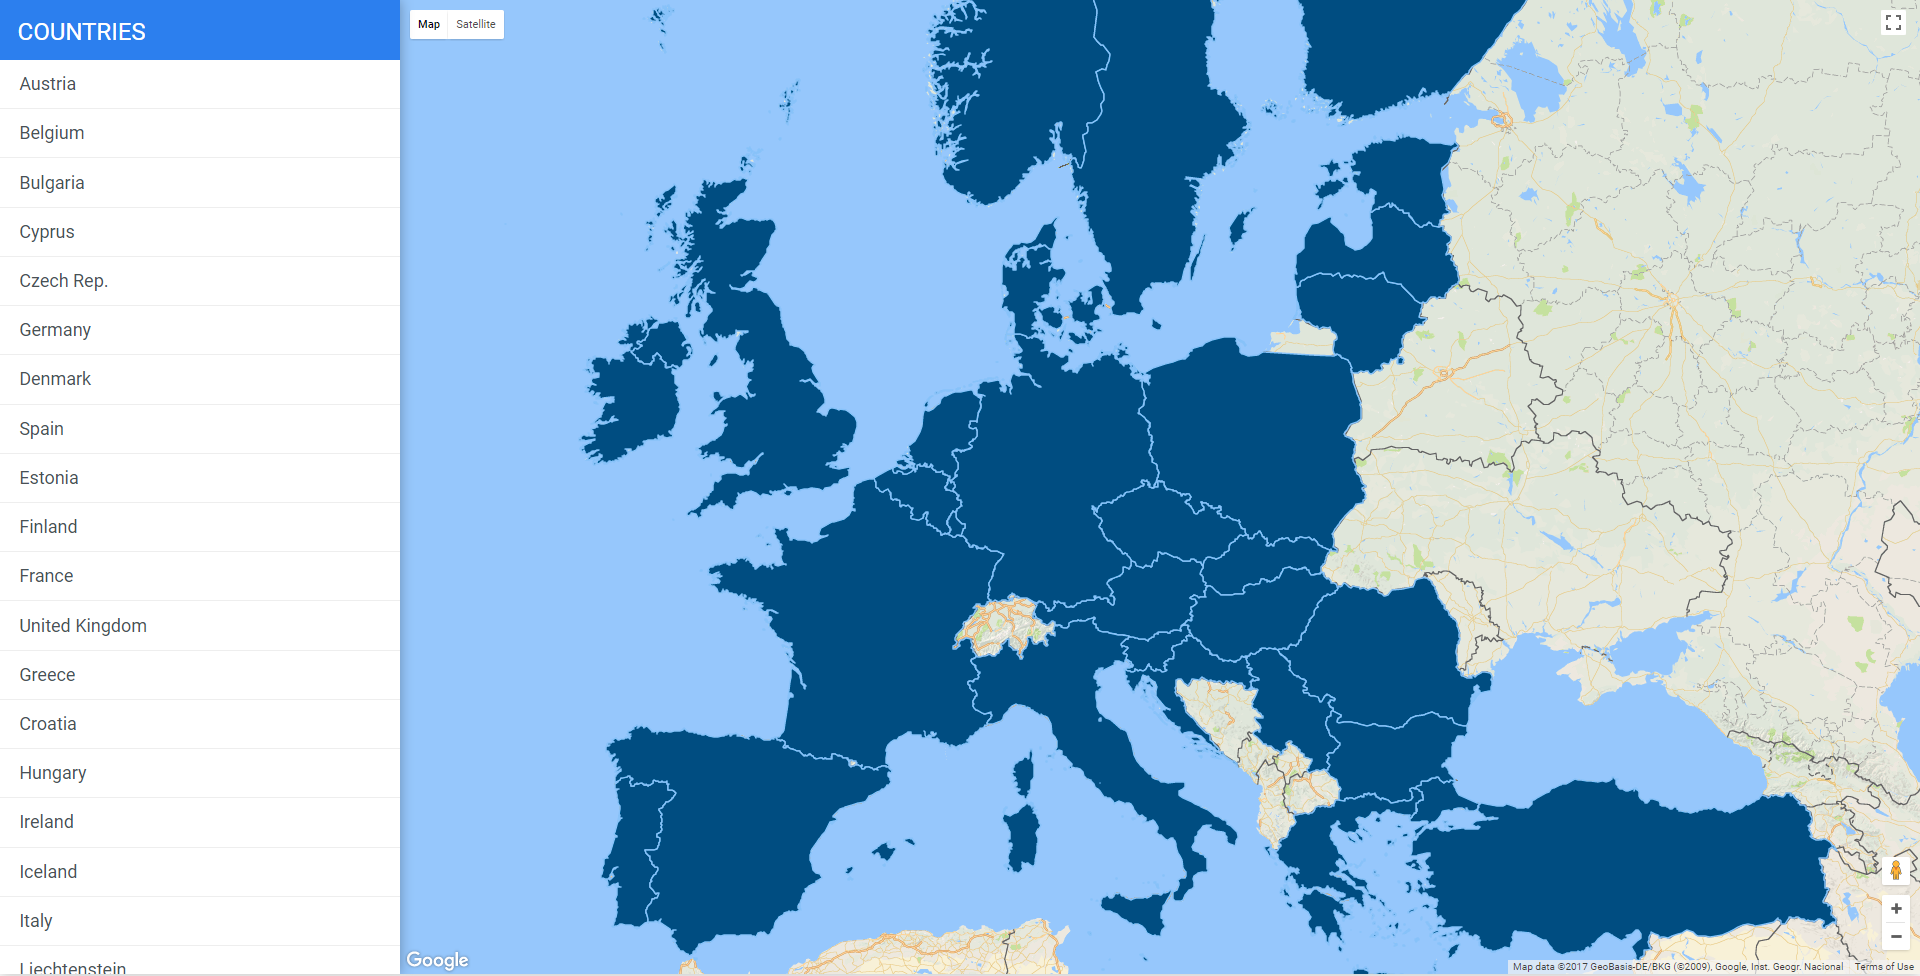 COUNTRIES
Austria
Belgium
Bulgaria
Cyprus
Czech Rep.
Germany
Denmark
Spain
Estonia
Finland
France
United Kingdom
Greece
Croatia
Hungary
Ireland
Iceland
Italy
Liechtenstein
Map Satellite
Google
Map data ©2017 GeoBasis-DE/BKG (©2009), Google, Inst. Geogr. Nacional Terms of Use